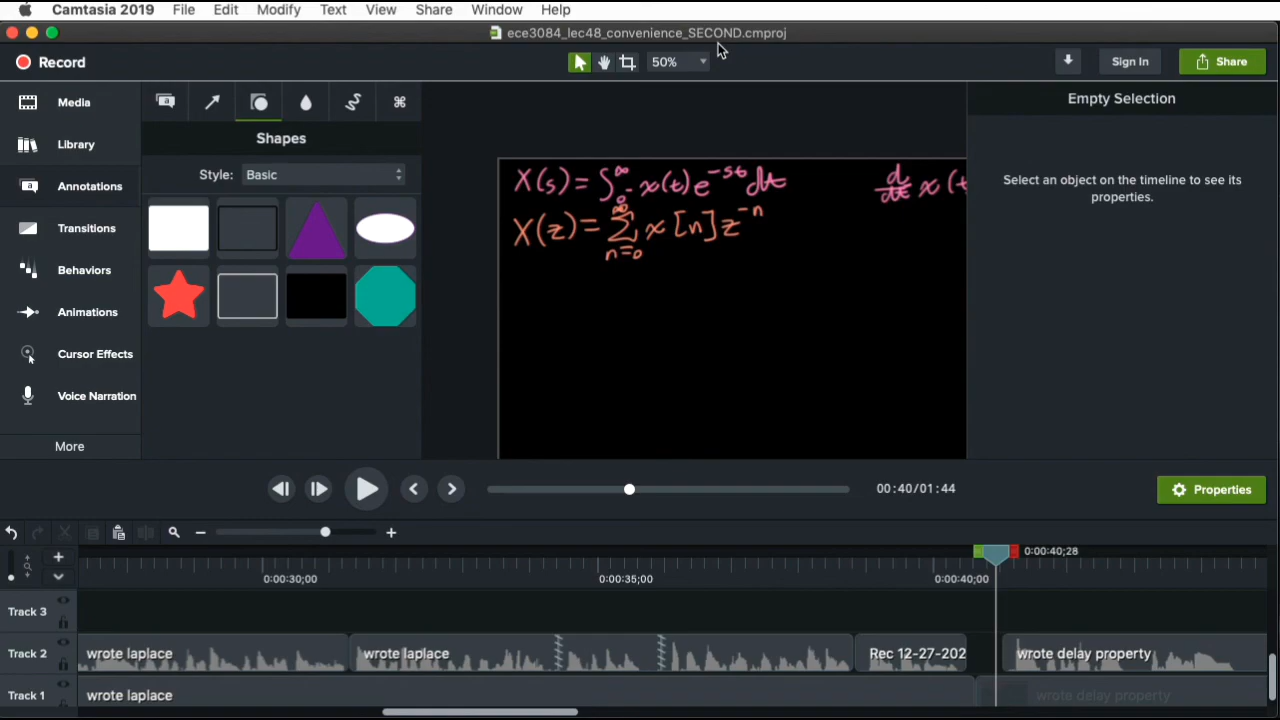 Camtasia 2019 File Edit Modify Text View Share Window Help
ece3084_lec48_convenience_SECOND.cmproj
Record
50%
Sign In
Share
Media
Library
Annotations
Transitions
Behaviors
Animations
Cursor Effects
Voice Narration
More
Shapes
Style: Basic
X(s) = ∫₀₋^∞ x(t) e^{-st} dt
d/dt x(t
X(z) = Σ_{n=0}^∞ x[n] z^{-n}
Empty Selection
Select an object on the timeline to see its
properties.
00:40/01:44
Properties
0:00:40;28
0:00:30;00 0:00:35;00 0:00:40;00
Track 3
Track 2
wrote laplace
wrote laplace
Rec 12-27-202
wrote delay property
Track 1
wrote laplace
wrote delay property